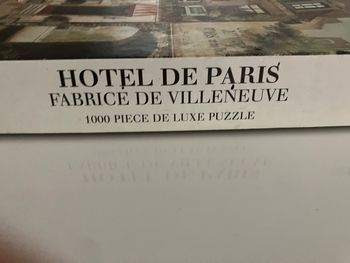 HOTEL DE PARIS
FABRICE DE VILLENEUVE
1000 PIECE DE LUXE PUZZLE